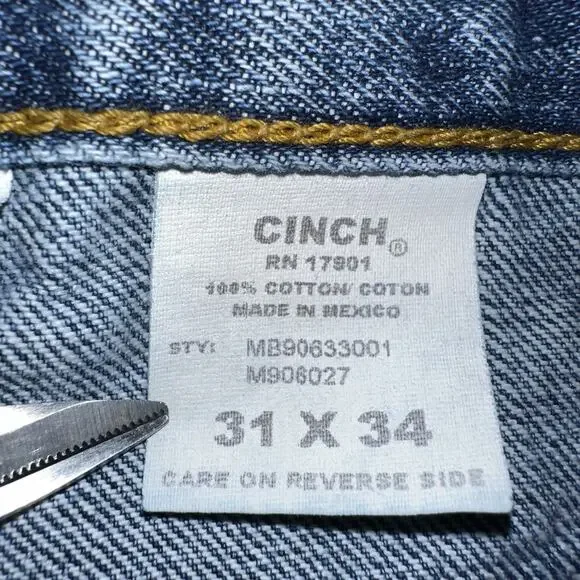 CINCH®
RN 17901
100% COTTON/ COTON
MADE IN MEXICO
STY: MB90633001
M906027
31 X 34
CARE ON REVERSE SIDE